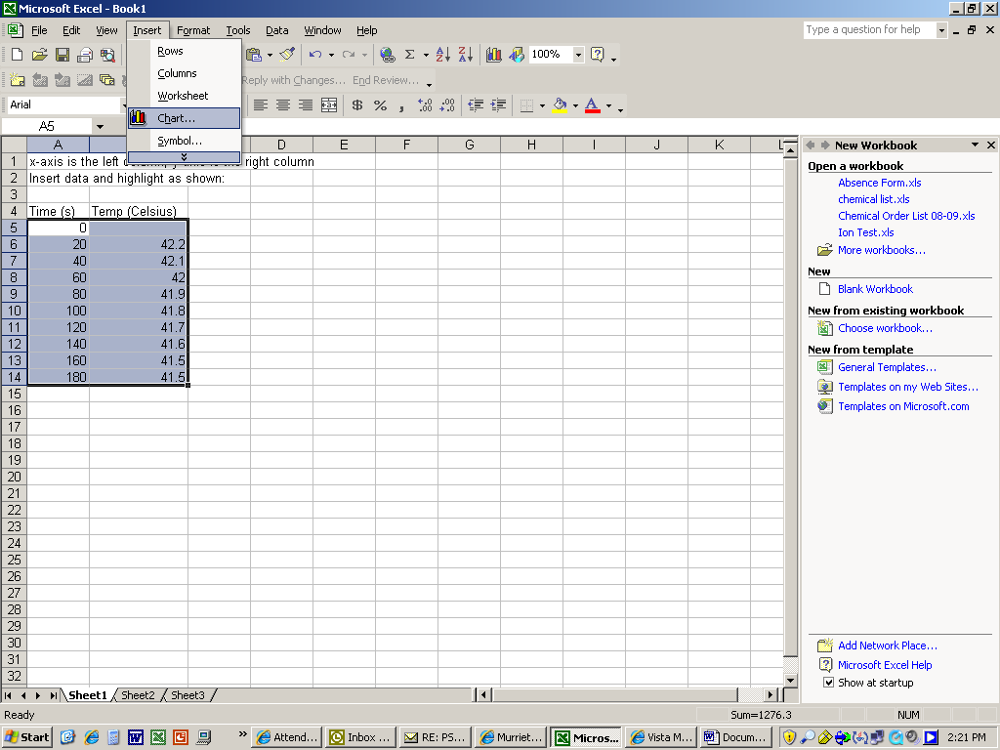 Microsoft Excel - Book1
File Edit View Insert Format Tools Data Window Help
Type a question for help
Rows
Columns
Worksheet
Chart...
Symbol...
100%
Reply with Changes... End Review...
Arial
$ % ,
A5
A B D E F G H I J K L
1 x-axis is the left right column
2 Insert data and highlight as shown:
3
4 Time (s) Temp (Celsius)
5 0
6 20 42.2
7 40 42.1
8 60 42
9 80 41.9
10 100 41.8
11 120 41.7
12 140 41.6
13 160 41.5
14 180 41.5
15
16
17
18
19
20
21
22
23
24
25
26
27
28
29
30
31
32
New Workbook
Open a workbook
Absence Form.xls
chemical list.xls
Chemical Order List 08-09.xls
Ion Test.xls
More workbooks...
New
Blank Workbook
New from existing workbook
Choose workbook...
New from template
General Templates...
Templates on my Web Sites...
Templates on Microsoft.com
Add Network Place...
Microsoft Excel Help
Show at startup
Sheet1 Sheet2 Sheet3
Ready Sum=1276.3 NUM
Start Attend... Inbox ... RE: PS... Murriet... Micros... Vista M... Docum... 2:21 PM